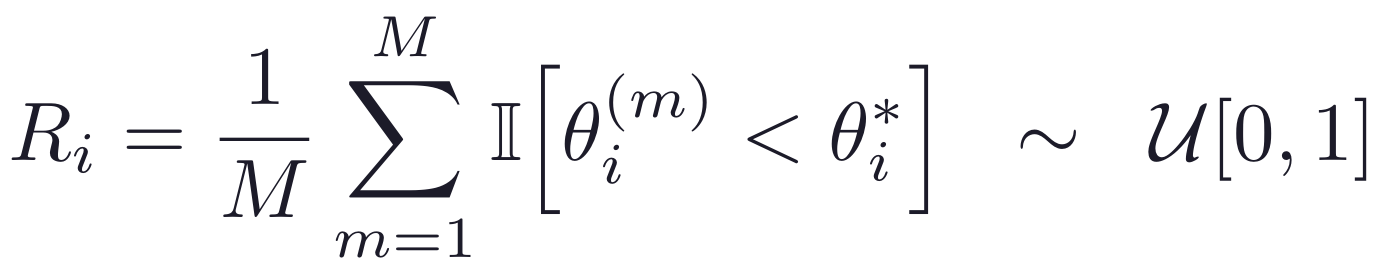 $R_i = \frac{1}{M} \sum_{m=1}^{M} \mathbb{I}\left[\theta_i^{(m)} < \theta_i^*\right] \sim \mathcal{U}[0, 1]$